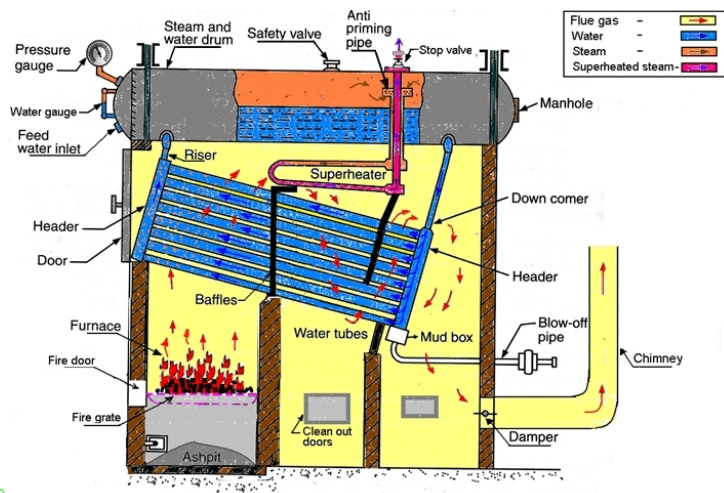 Pressure
gauge
Steam and
water drum
Safety valve
Anti
priming
pipe
Stop valve
Flue gas -
Water -
Steam -
Superheated steam-
Water gauge
Feed
water inlet
Manhole
Riser
Superheater
Header
Down comer
Door
Header
Baffles
Furnace
Water tubes
Mud box
Blow-off
pipe
Fire door
Chimney
Fire grate
Clean out
doors
Damper
Ashpit